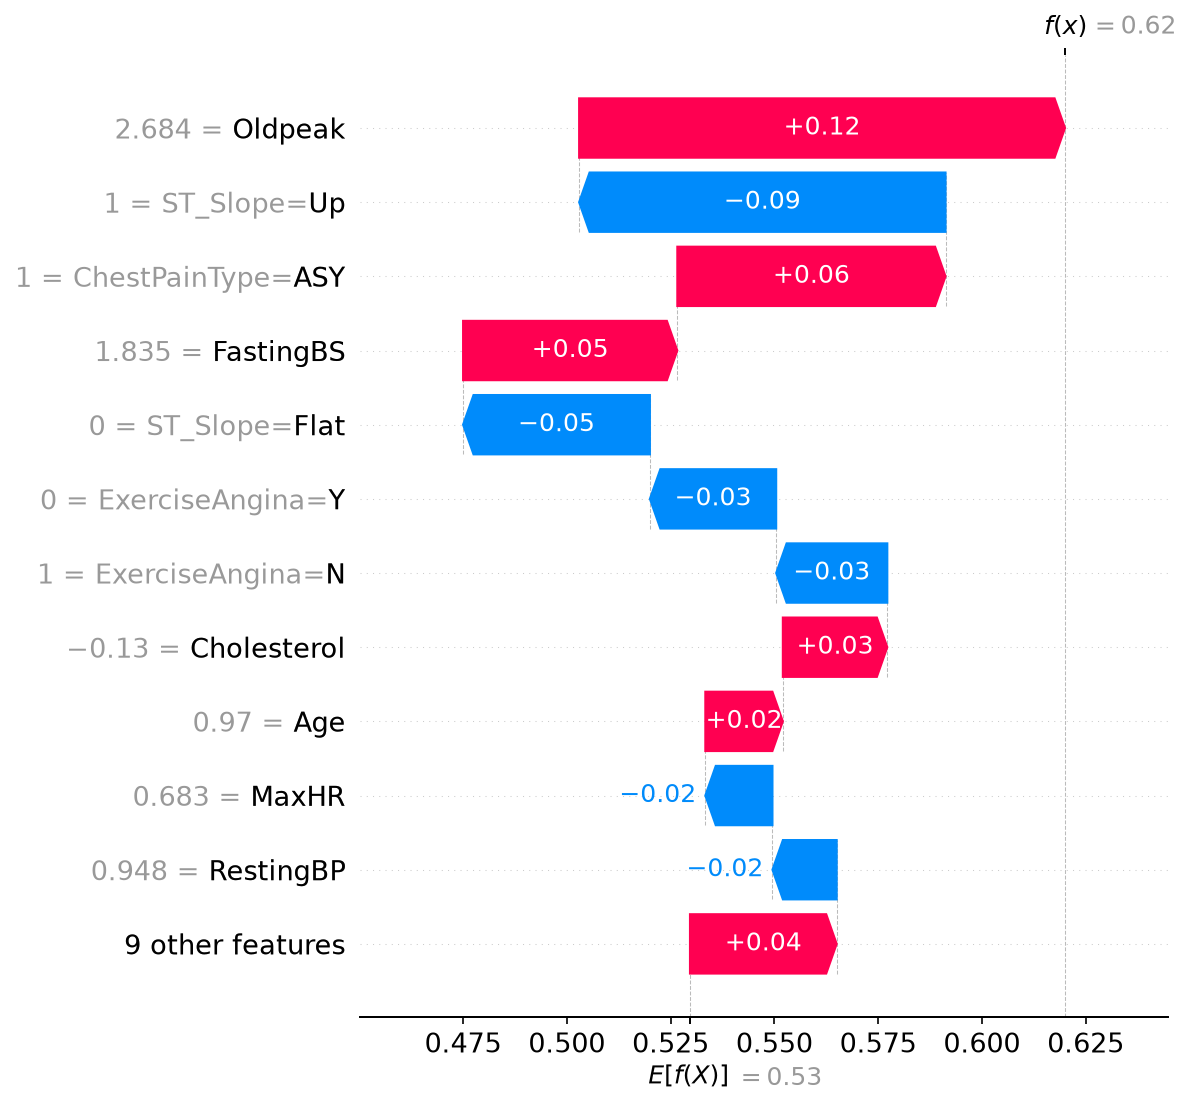 f(x) = 0.62
2.684 = Oldpeak
+0.12
1 = ST_Slope=Up
−0.09
1 = ChestPainType=ASY
+0.06
1.835 = FastingBS
+0.05
0 = ST_Slope=Flat
−0.05
0 = ExerciseAngina=Y
−0.03
1 = ExerciseAngina=N
−0.03
−0.13 = Cholesterol
+0.03
0.97 = Age
+0.02
0.683 = MaxHR
−0.02
0.948 = RestingBP
−0.02
9 other features
+0.04
0.475 0.500 0.525 0.550 0.575 0.600 0.625
E[f(X)] = 0.53